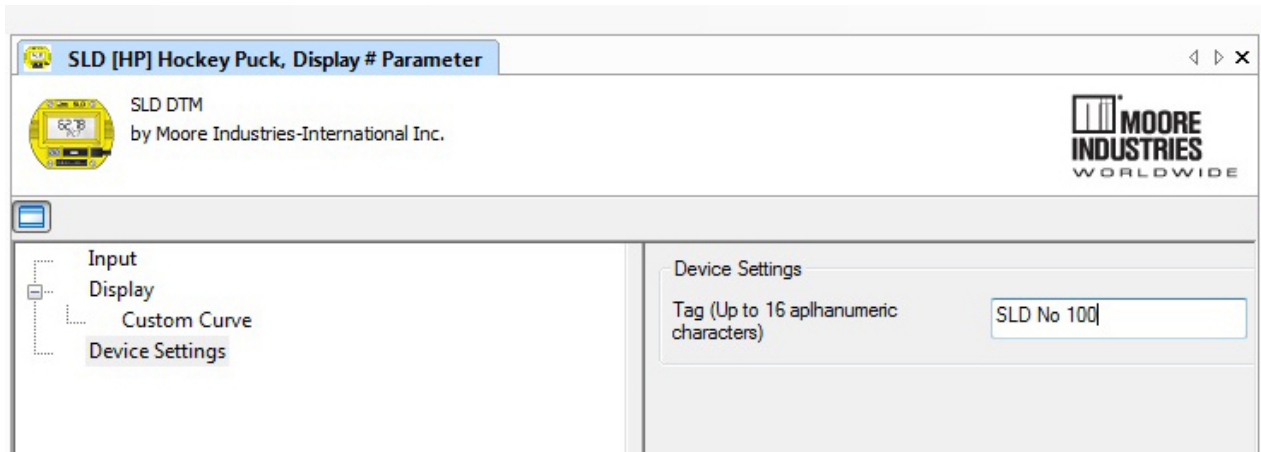 SLD [HP] Hockey Puck, Display # Parameter
SLD DTM
by Moore Industries-International Inc.
MOORE
INDUSTRIES
WORLDWIDE
Input
Display
Custom Curve
Device Settings
Device Settings
Tag (Up to 16 aplhanumeric
characters)
SLD No 100